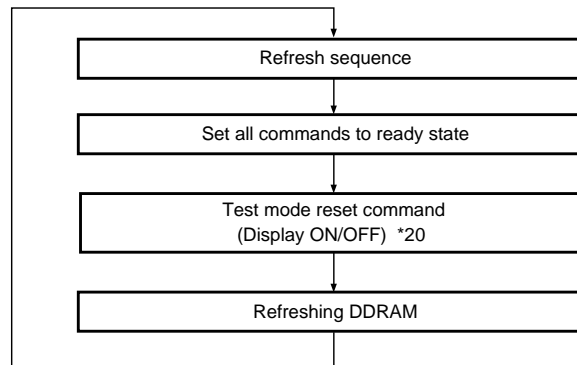 Refresh sequence
Set all commands to ready state
Test mode reset command
(Display ON/OFF) *20
Refreshing DDRAM